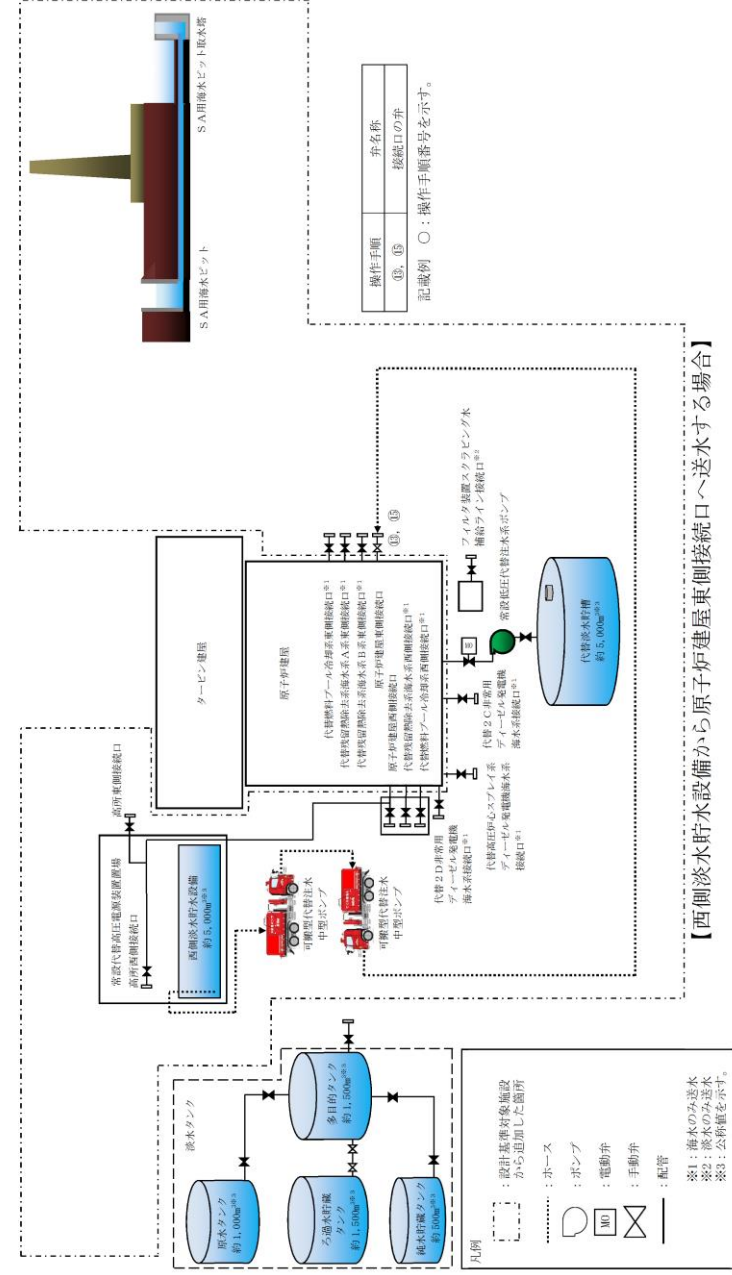 ＳＡ用海水ピット取水塔
ＳＡ用海水ピット
操作手順
弁名称
⑬，⑮
接続口の弁
記載例　○：操作手順番号を示す。
タービン建屋
原子炉建屋
代替燃料プール冷却系東側接続口※1
代替残留熱除去系海水系Ａ系東側接続口※1
代替残留熱除去系海水系Ｂ系東側接続口※1
原子炉建屋東側接続口
⑬，⑮
原子炉建屋西側接続口
代替残留熱除去系海水系西側接続口※1
代替燃料プール冷却系西側接続口※1
フィルタ装置スクラビング水
補給ライン接続口※2
MO
常設低圧代替注水系ポンプ
代替淡水貯槽
約5,000m³※3
代替２Ｃ非常用
ディーゼル発電機
海水系接続口※1
代替高圧炉心スプレイ系
ディーゼル発電機海水系
接続口※1
代替２Ｄ非常用
ディーゼル発電機
海水系接続口※1
高所東側接続口
常設代替高圧電源装置置場
高所西側接続口
西側淡水貯水設備
約5,000m³※3
可搬型代替注水
中型ポンプ
可搬型代替注水
中型ポンプ
淡水タンク
原水タンク
約1,000m³※3
多目的タンク
約1,500m³※3
ろ過水貯蔵
タンク
約1,500m³※3
純水貯蔵タンク
約500m³※3
凡例
：設計基準対象施設
から追加した箇所
：ホース
：ポンプ
MO
：電動弁
：手動弁
：配管
※1：海水のみ送水
※2：淡水のみ送水
※3：公称値を示す。
【西側淡水貯水設備から原子炉建屋東側接続口へ送水する場合】